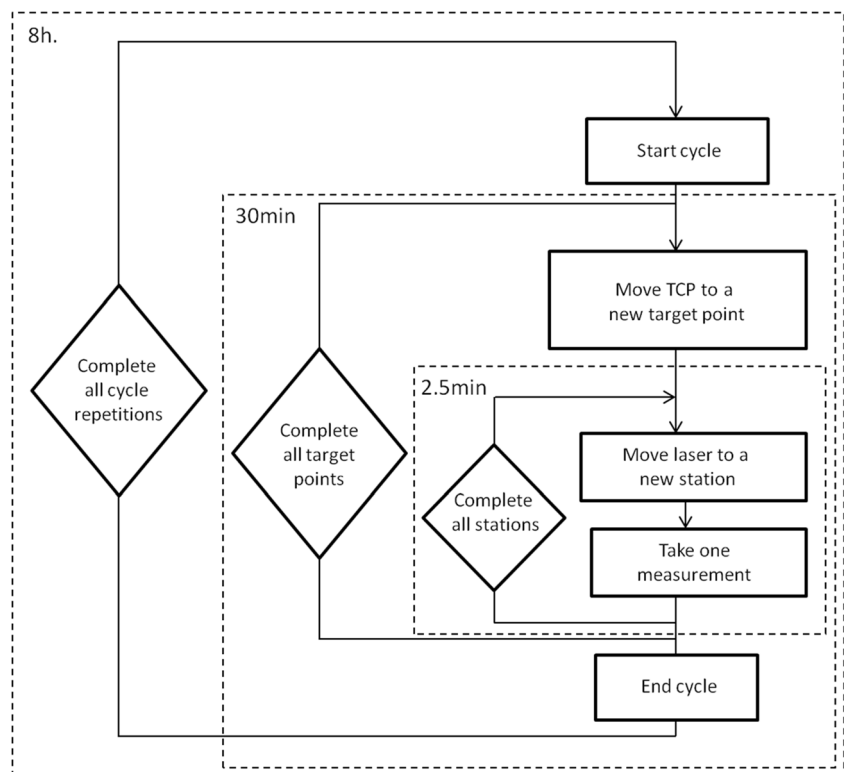 8h.
Start cycle
30min
Move TCP to a
new target point
Complete
all cycle
repetitions
2.5min
Complete
all target
points
Move laser to a
new station
Complete
all stations
Take one
measurement
End cycle